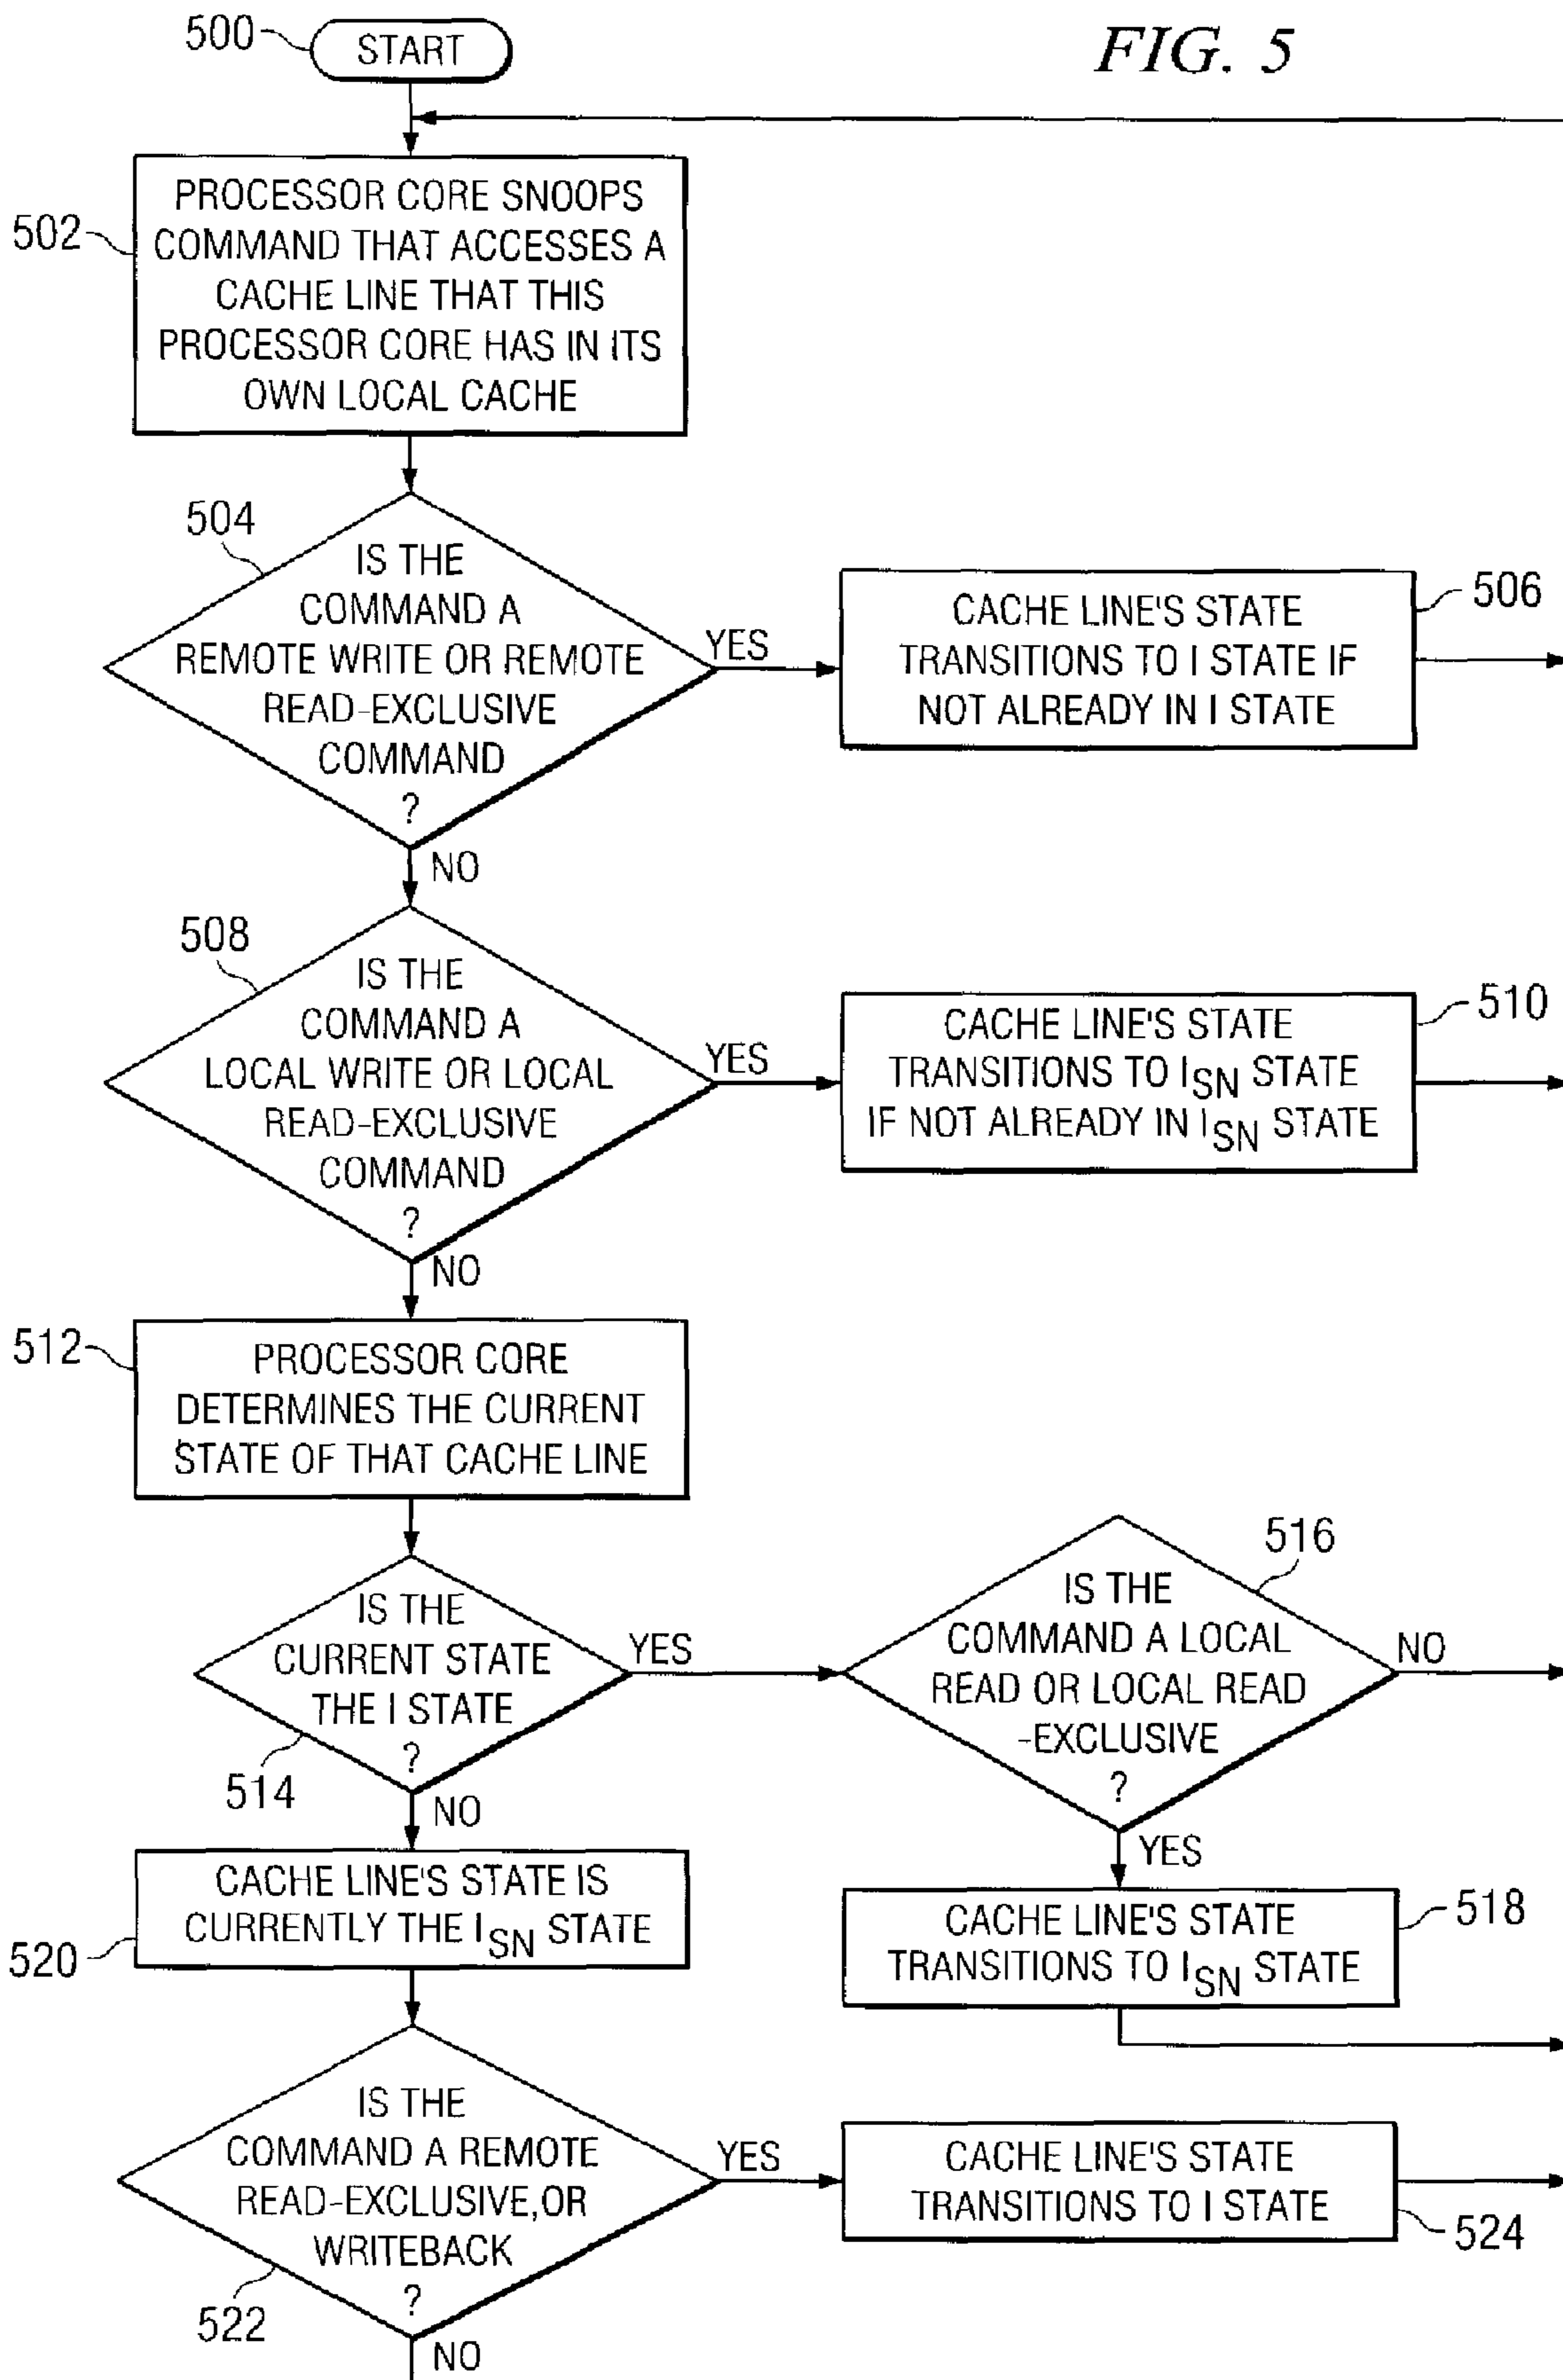 FIG. 5
500
START
502
PROCESSOR CORE SNOOPS
COMMAND THAT ACCESSES A
CACHE LINE THAT THIS
PROCESSOR CORE HAS IN ITS
OWN LOCAL CACHE
504
IS THE
COMMAND A
REMOTE WRITE OR REMOTE
READ-EXCLUSIVE
COMMAND
?
YES
NO
506
CACHE LINE'S STATE
TRANSITIONS TO I STATE IF
NOT ALREADY IN I STATE
508
IS THE
COMMAND A
LOCAL WRITE OR LOCAL
READ-EXCLUSIVE
COMMAND
?
YES
NO
510
CACHE LINE'S STATE
TRANSITIONS TO ISN STATE
IF NOT ALREADY IN ISN STATE
512
PROCESSOR CORE
DETERMINES THE CURRENT
STATE OF THAT CACHE LINE
IS THE
CURRENT STATE
THE I STATE
?
514
YES
NO
516
IS THE
COMMAND A LOCAL
READ OR LOCAL READ
-EXCLUSIVE
?
NO
YES
518
CACHE LINE'S STATE
TRANSITIONS TO ISN STATE
CACHE LINE'S STATE IS
CURRENTLY THE ISN STATE
520
IS THE
COMMAND A REMOTE
READ-EXCLUSIVE,OR
WRITEBACK
?
522
YES
NO
CACHE LINE'S STATE
TRANSITIONS TO I STATE
524